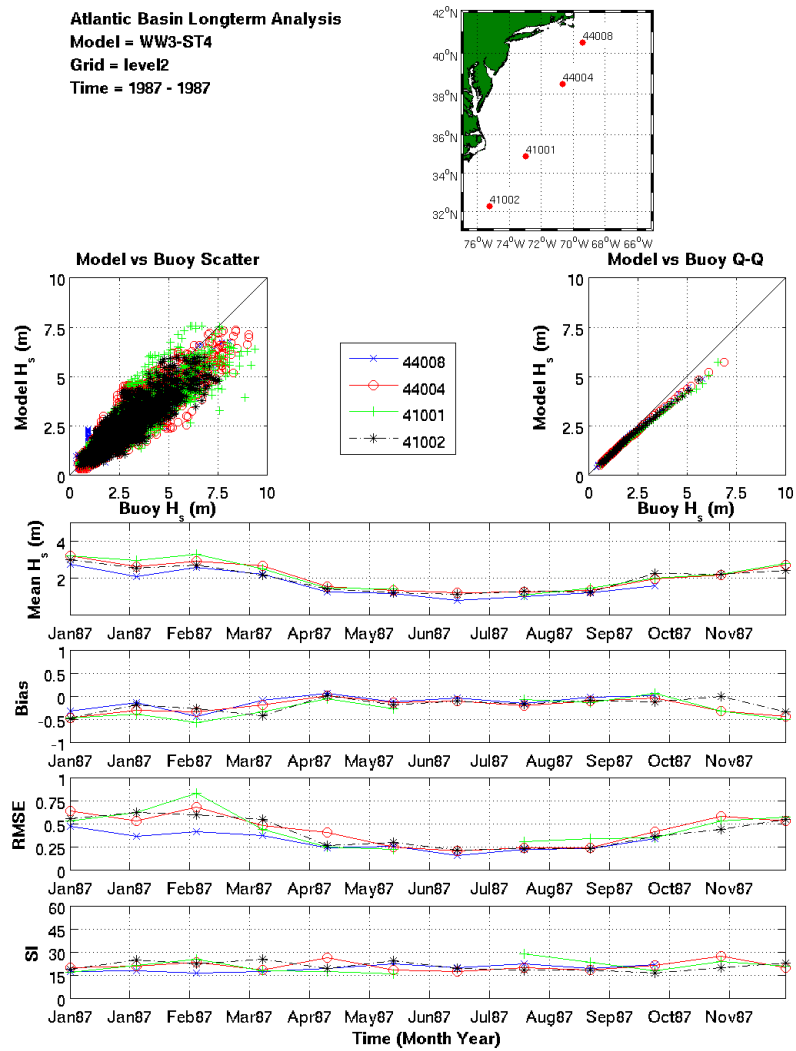 Atlantic Basin Longterm Analysis
Model = WW3-ST4
Grid = level2
Time = 1987 - 1987
42°N
40°N
38°N
36°N
34°N
32°N
44008
44004
41001
41002
76°W 74°W 72°W 70°W 68°W 66°W
Model vs Buoy Scatter
Model Hs (m)
10
7.5
5
2.5
0
0 2.5 5 7.5 10
Buoy Hs (m)
44008
44004
41001
41002
Model vs Buoy Q-Q
Model Hs (m)
10
7.5
5
2.5
0
0 2.5 5 7.5 10
Buoy Hs (m)
Mean Hs (m)
4
2
Jan87 Jan87 Feb87 Mar87 Apr87 May87 Jun87 Jul87 Aug87 Sep87 Oct87 Nov87
Bias
1
0.5
0
-0.5
-1
Jan87 Jan87 Feb87 Mar87 Apr87 May87 Jun87 Jul87 Aug87 Sep87 Oct87 Nov87
RMSE
1
0.75
0.5
0.25
0
Jan87 Jan87 Feb87 Mar87 Apr87 May87 Jun87 Jul87 Aug87 Sep87 Oct87 Nov87
SI
60
45
30
15
0
Jan87 Jan87 Feb87 Mar87 Apr87 May87 Jun87 Jul87 Aug87 Sep87 Oct87 Nov87
Time (Month Year)